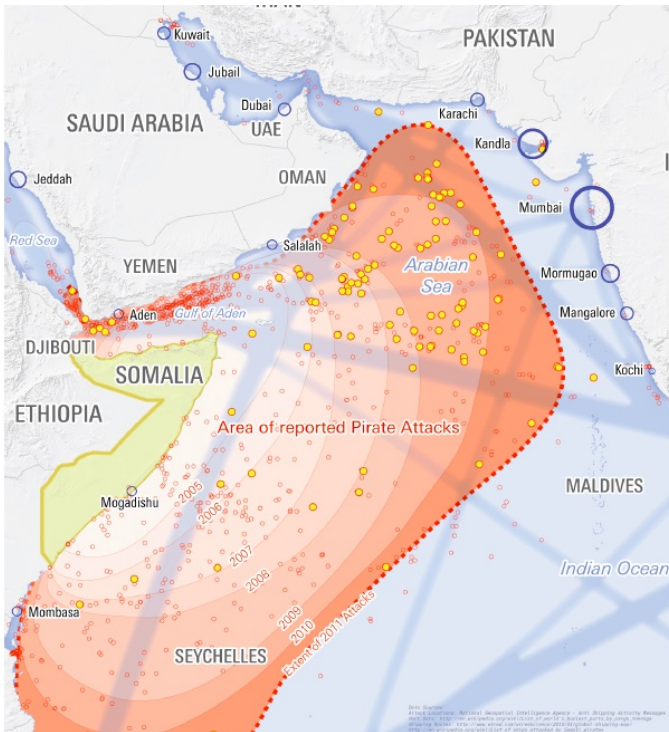 IRAN
Kuwait
PAKISTAN
Jubail
Dubai
Karachi
SAUDI ARABIA
UAE
Kandla
OMAN
Jeddah
Mumbai
Red Sea
Salalah
Arabian
Sea
YEMEN
Mormugao
Aden
Gulf of Aden
Mangalore
DJIBOUTI
SOMALIA
Kochi
ETHIOPIA
Area of reported Pirate Attacks
MALDIVES
Mogadishu
2005
2006
2007
Indian Ocean
2008
Mombasa
2009
2010
Extent of 2011 Attacks
SEYCHELLES
Data Sources: